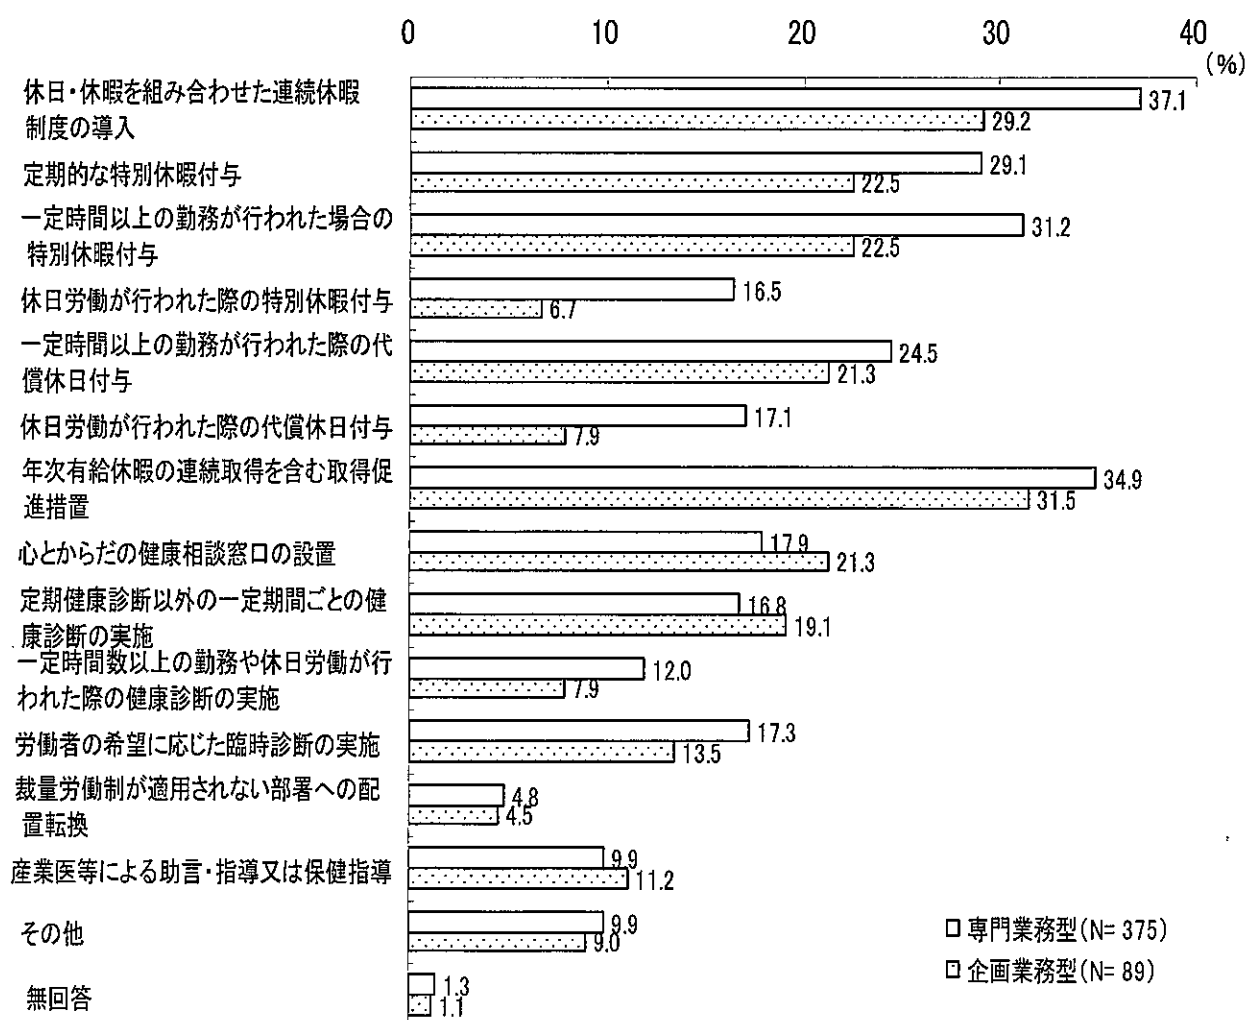 0 10 20 30 40
(%)
休日・休暇を組み合わせた連続休暇
制度の導入
37.1
29.2
定期的な特別休暇付与
29.1
22.5
一定時間以上の勤務が行われた場合の
特別休暇付与
31.2
22.5
休日労働が行われた際の特別休暇付与
16.5
6.7
一定時間以上の勤務が行われた際の代
償休日付与
24.5
21.3
休日労働が行われた際の代償休日付与
17.1
7.9
年次有給休暇の連続取得を含む取得促
進措置
34.9
31.5
心とからだの健康相談窓口の設置
17.9
21.3
定期健康診断以外の一定期間ごとの健
康診断の実施
16.8
19.1
一定時間数以上の勤務や休日労働が行
われた際の健康診断の実施
12.0
7.9
労働者の希望に応じた臨時診断の実施
17.3
13.5
裁量労働制が適用されない部署への配
置転換
4.8
4.5
産業医等による助言・指導又は保健指導
9.9
11.2
その他
9.9
9.0
無回答
1.3
1.1
専門業務型(N= 375)
企画業務型(N= 89)